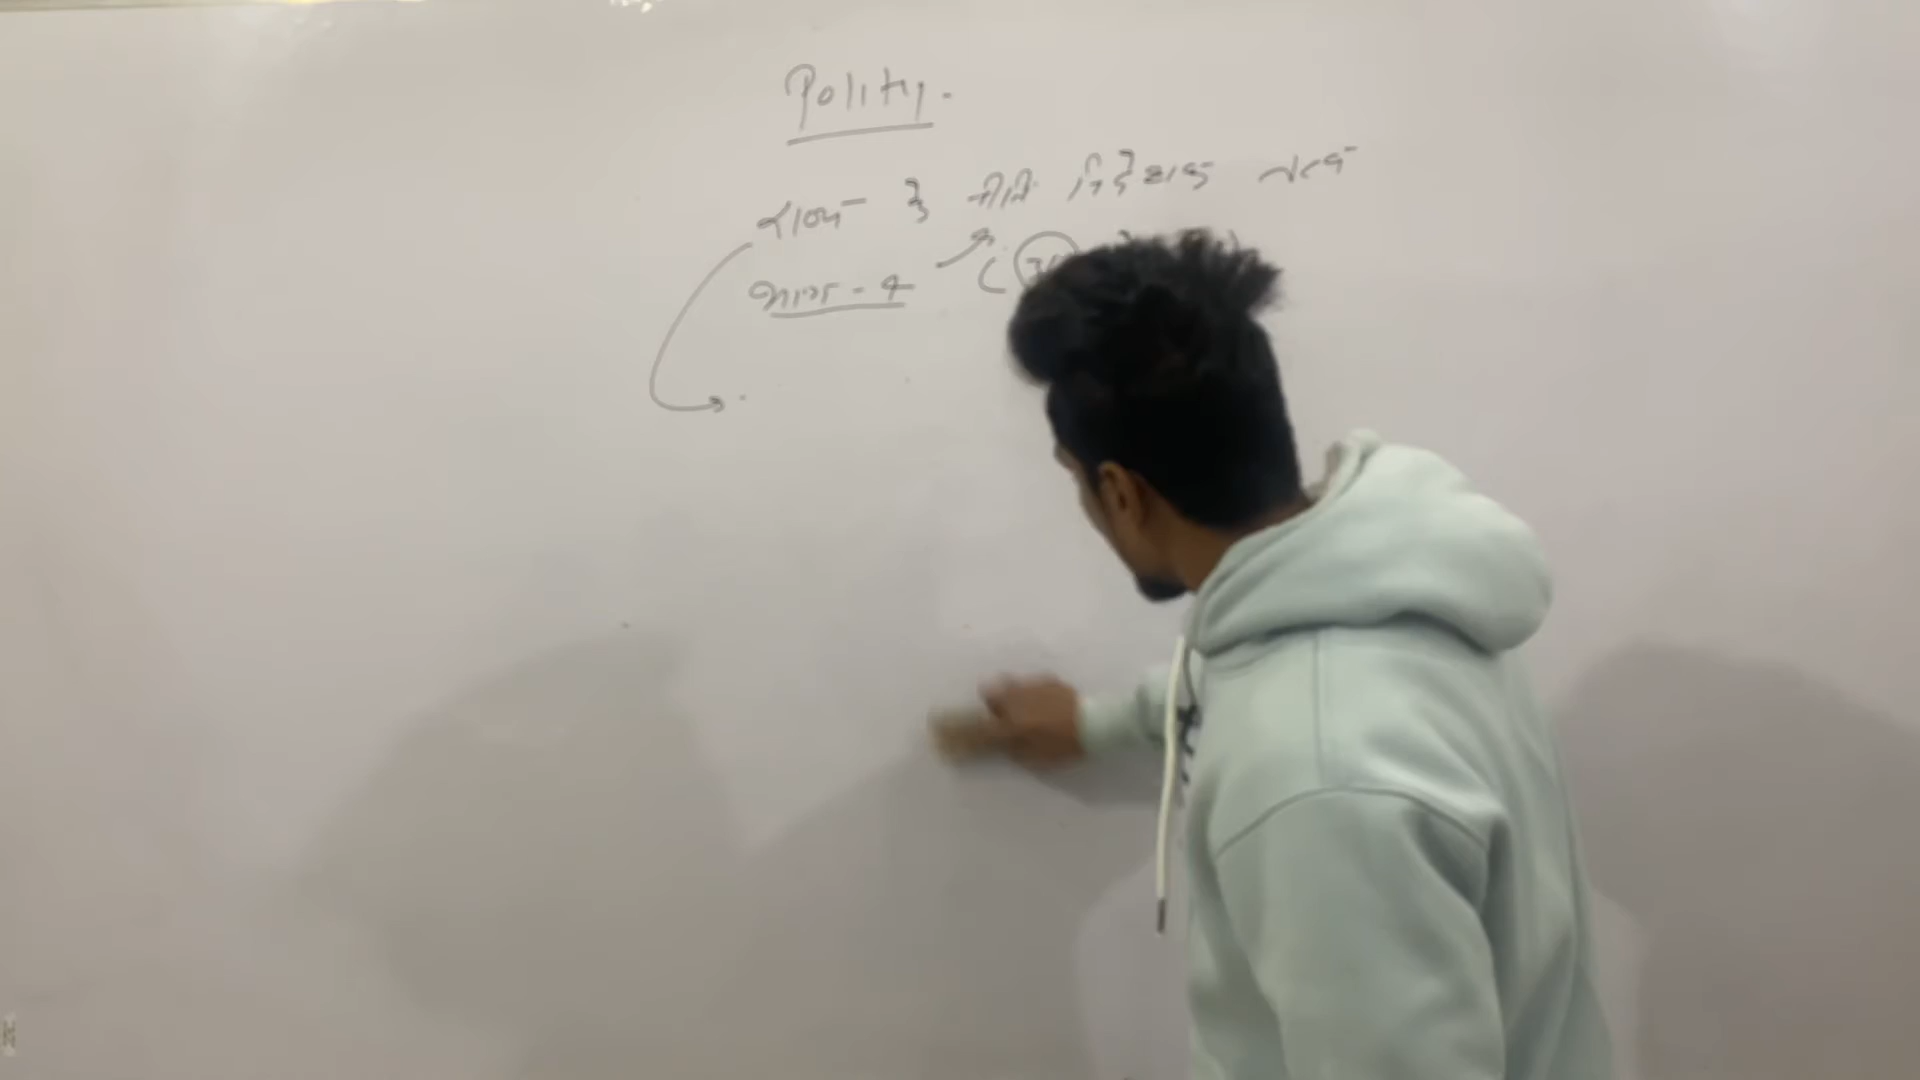 Polity.
राज्य के नीति निर्देशक तत्व
भाग - 4 (